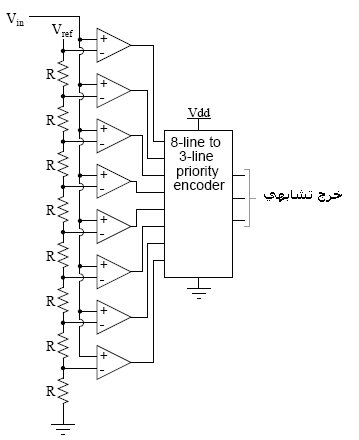 Vin
Vref
+
-
R
+
-
R
+
-
R
+
-
R
+
-
R
+
-
R
+
-
R
+
-
R
Vdd
8-line to
3-line
priority
encoder
خرج تشابهي